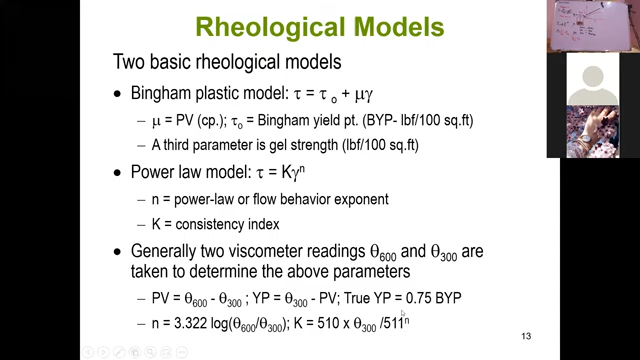 Rheological Models
Two basic rheological models
• Bingham plastic model: τ = τ o + μγ
– μ = PV (cp.); τo = Bingham yield pt. (BYP- lbf/100 sq.ft)
– A third parameter is gel strength (lbf/100 sq.ft)
• Power law model: τ = Kγⁿ
– n = power-law or flow behavior exponent
– K = consistency index
• Generally two viscometer readings θ600 and θ300 are
taken to determine the above parameters
– PV = θ600 - θ300 ; YP = θ300 - PV; True YP = 0.75 BYP
– n = 3.322 log(θ600/θ300); K = 510 x θ300 /511ⁿ
13